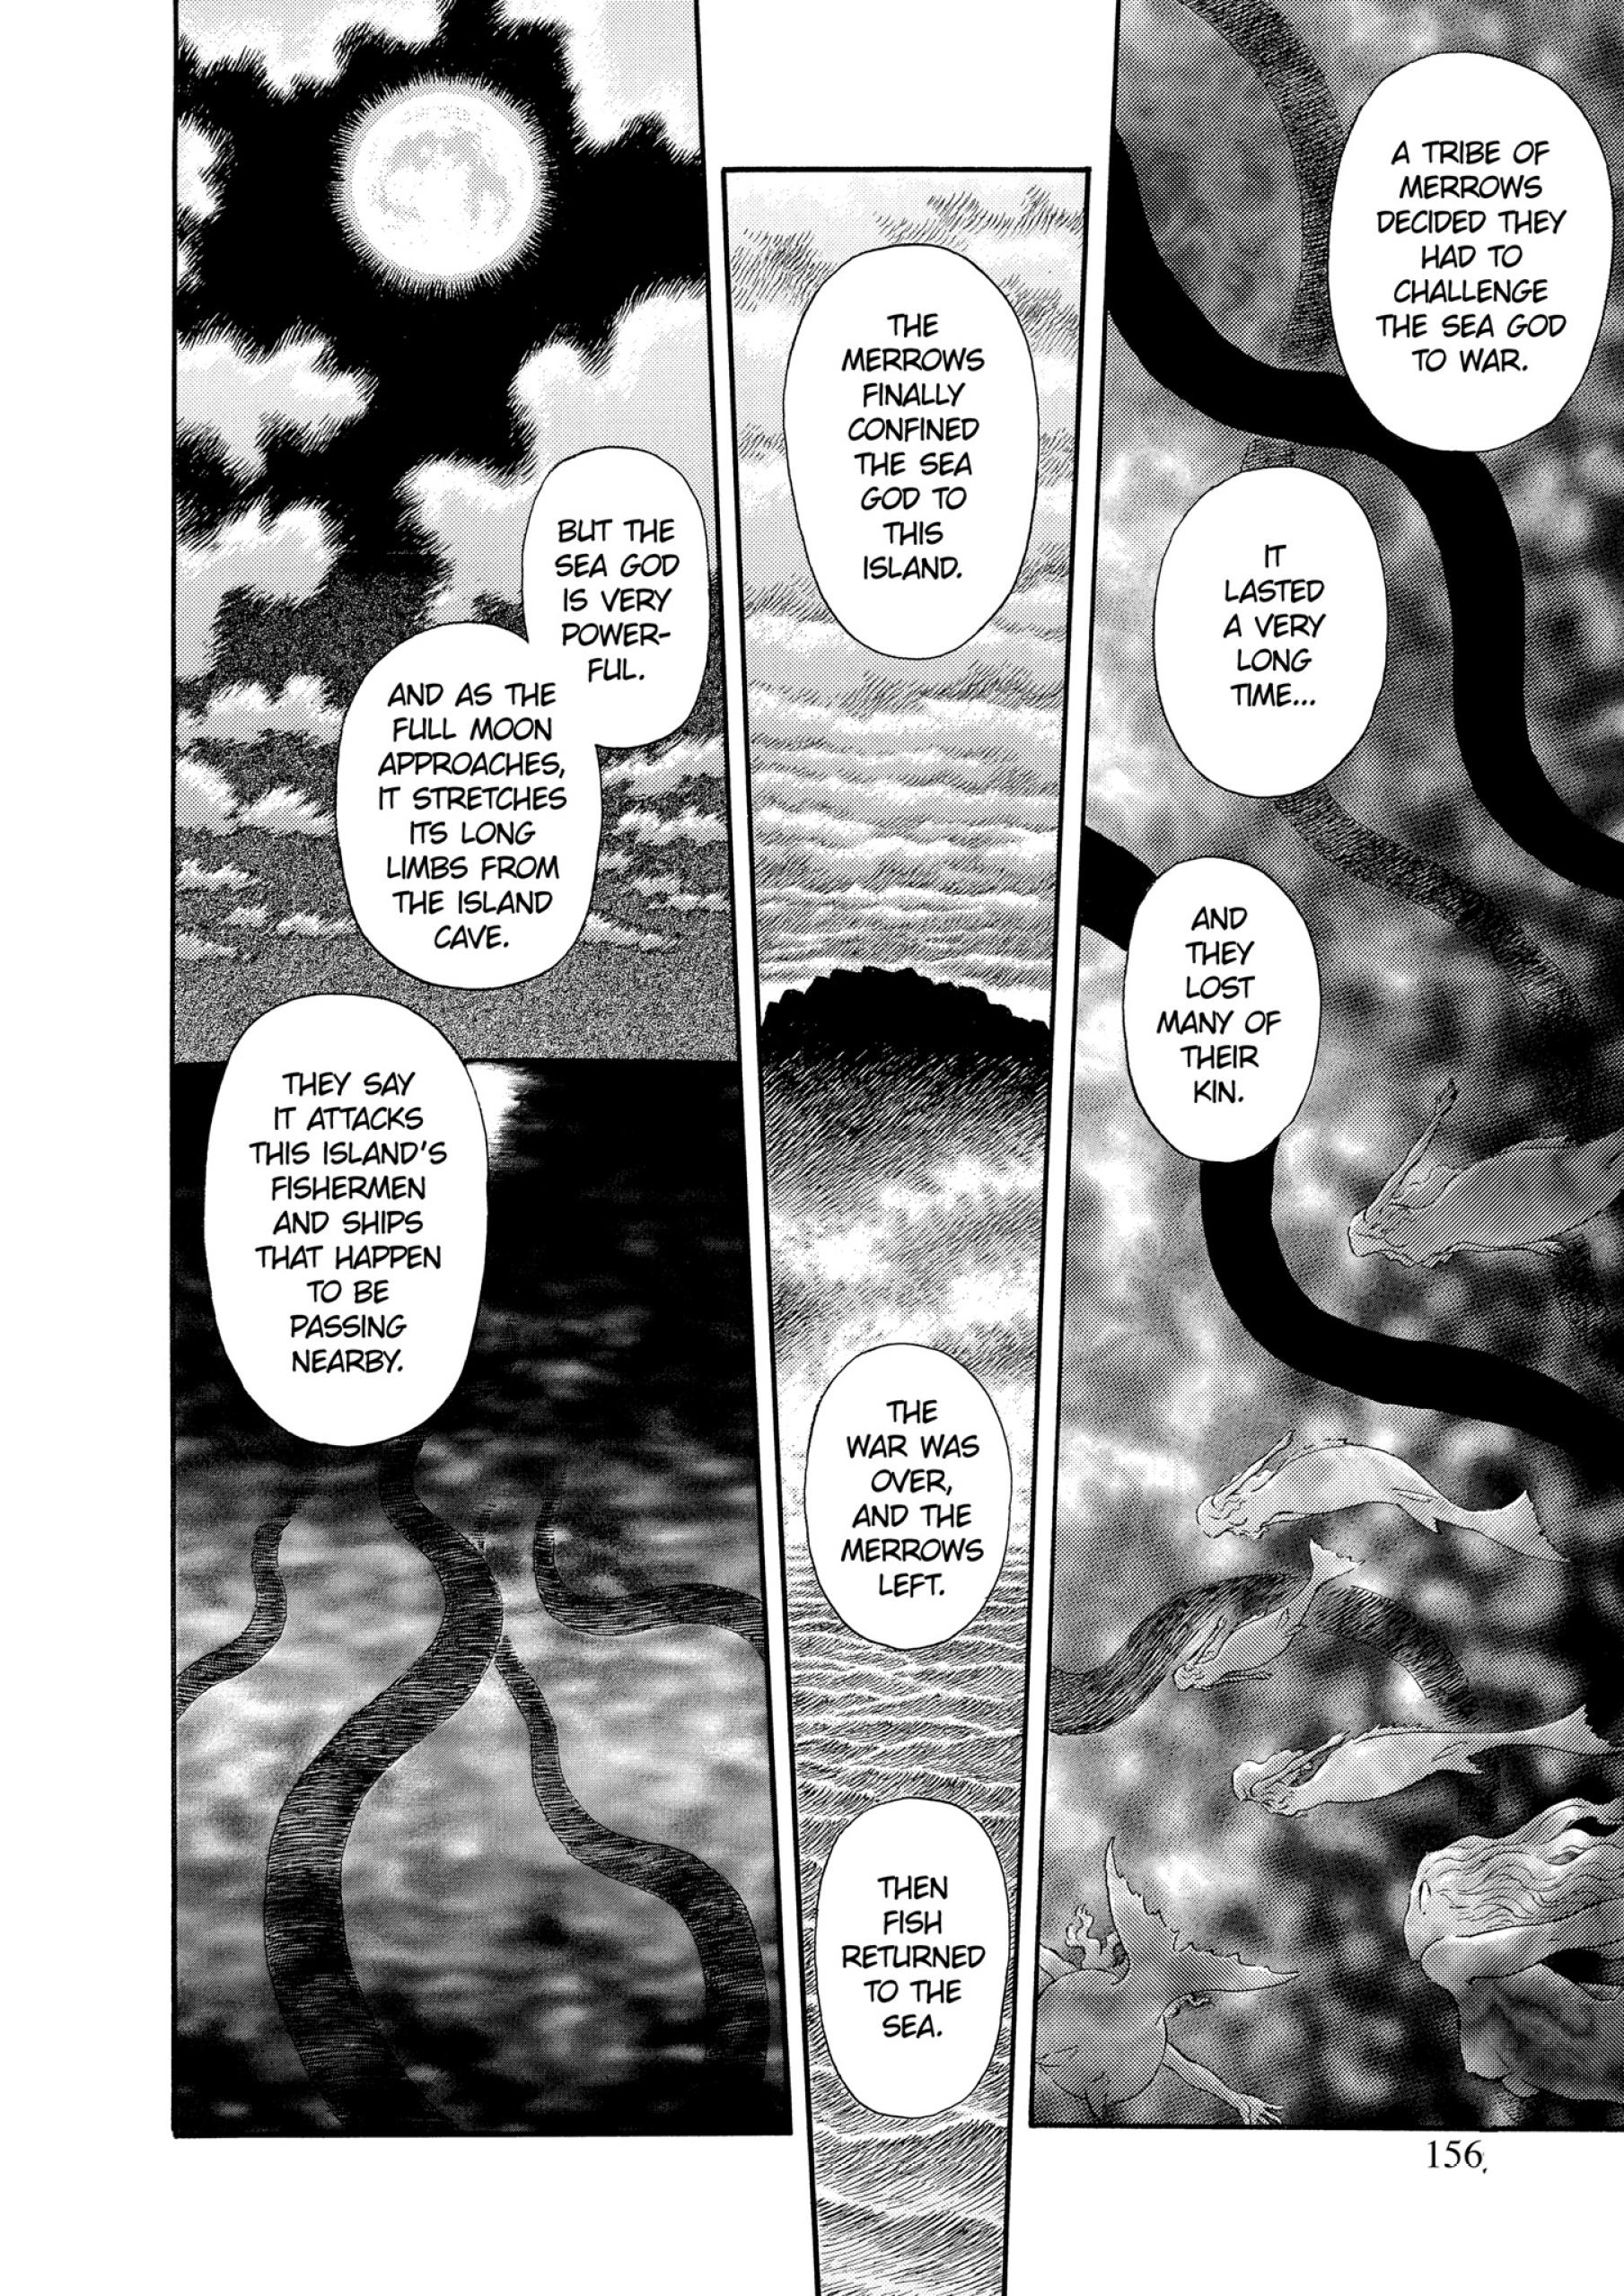 A TRIBE OF
MERROWS
DECIDED THEY
HAD TO
CHALLENGE
THE SEA GOD
TO WAR.
IT
LASTED
A VERY
LONG
TIME...
AND
THEY
LOST
MANY OF
THEIR
KIN.
THE
MERROWS
FINALLY
CONFINED
THE SEA
GOD TO
THIS
ISLAND.
THE
WAR WAS
OVER,
AND THE
MERROWS
LEFT.
THEN
FISH
RETURNED
TO THE
SEA.
BUT THE
SEA GOD
IS VERY
POWER-
FUL.
AND AS THE
FULL MOON
APPROACHES,
IT STRETCHES
ITS LONG
LIMBS FROM
THE ISLAND
CAVE.
THEY SAY
IT ATTACKS
THIS ISLAND'S
FISHERMEN
AND SHIPS
THAT HAPPEN
TO BE
PASSING
NEARBY.
156